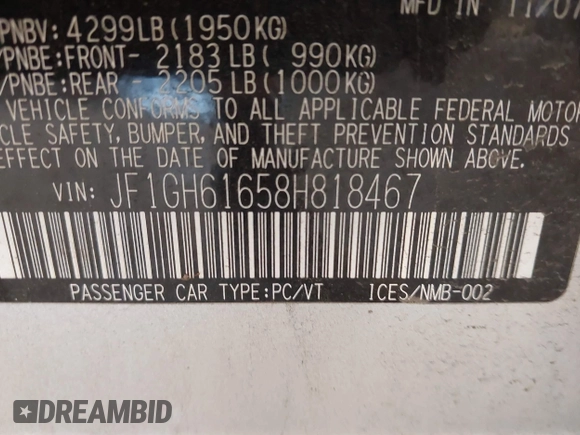 PNBV: 4299LB(1950KG) MFD IN 11/07
/PNBE:FRONT- 2183LB( 990KG)
/PNBE:REAR - 2205LB(1000KG)
VEHICLE CONFORMS TO ALL APPLICABLE FEDERAL MOTOR
CLE SAFETY, BUMPER, AND THEFT PREVENTION STANDARDS
EFFECT ON THE DATE OF MANUFACTURE SHOWN ABOVE.
VIN: JF1GH61658H818467
PASSENGER CAR TYPE:PC/VT ICES/NMB-002
DREAMBID